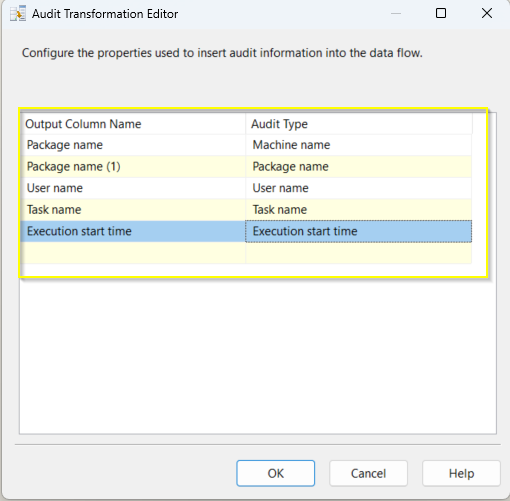 Audit Transformation Editor
Configure the properties used to insert audit information into the data flow.
Output Column Name Audit Type
Package name Machine name
Package name (1) Package name
User name User name
Task name Task name
Execution start time Execution start time
OK Cancel Help